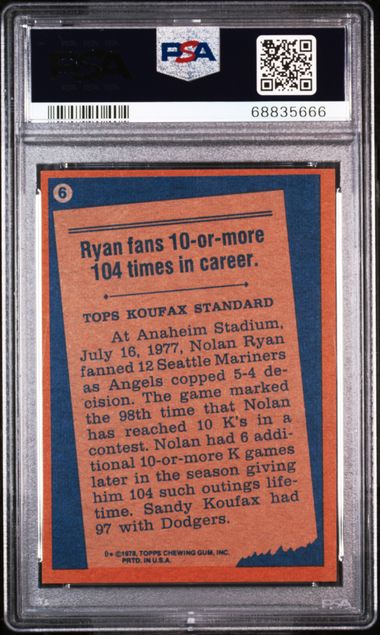 PSA
PSA
68835666
6
Ryan fans 10-or-more
104 times in career.
TOPS KOUFAX STANDARD
At Anaheim Stadium,
July 16, 1977, Nolan Ryan
fanned 12 Seattle Mariners
as Angels copped 5-4 de-
cision. The game marked
the 98th time that Nolan
has reached 10 K's in a
contest. Nolan had 6 addi-
tional 10-or-more K games
later in the season giving
him 104 such outings life-
time. Sandy Koufax had
97 with Dodgers.
D★ ©1978, TOPPS CHEWING GUM, INC.
PRTD. IN U.S.A.
PSA